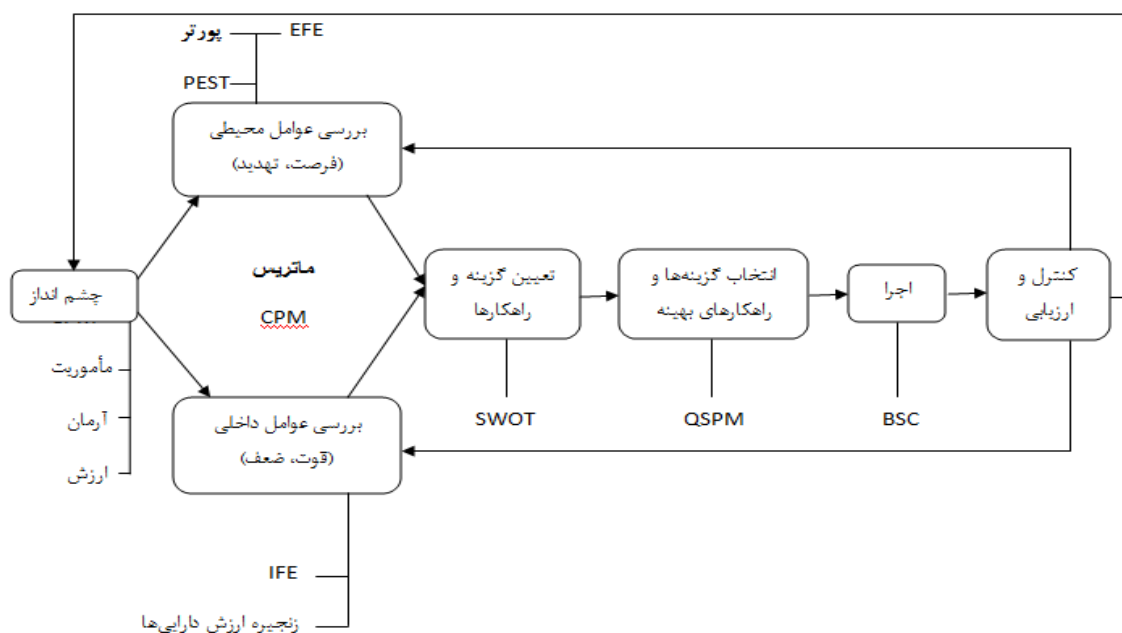 پورتر
EFE
PEST
بررسی عوامل محیطی
(فرصت، تهدید)
چشم انداز
مأموریت
آرمان
ارزش
ماتریس
CPM
بررسی عوامل داخلی
(قوت، ضعف)
IFE
زنجیره ارزش دارایی‌ها
تعیین گزینه و
راهکارها
SWOT
انتخاب گزینه‌ها و
راهکارهای بهینه
QSPM
اجرا
BSC
کنترل و
ارزیابی